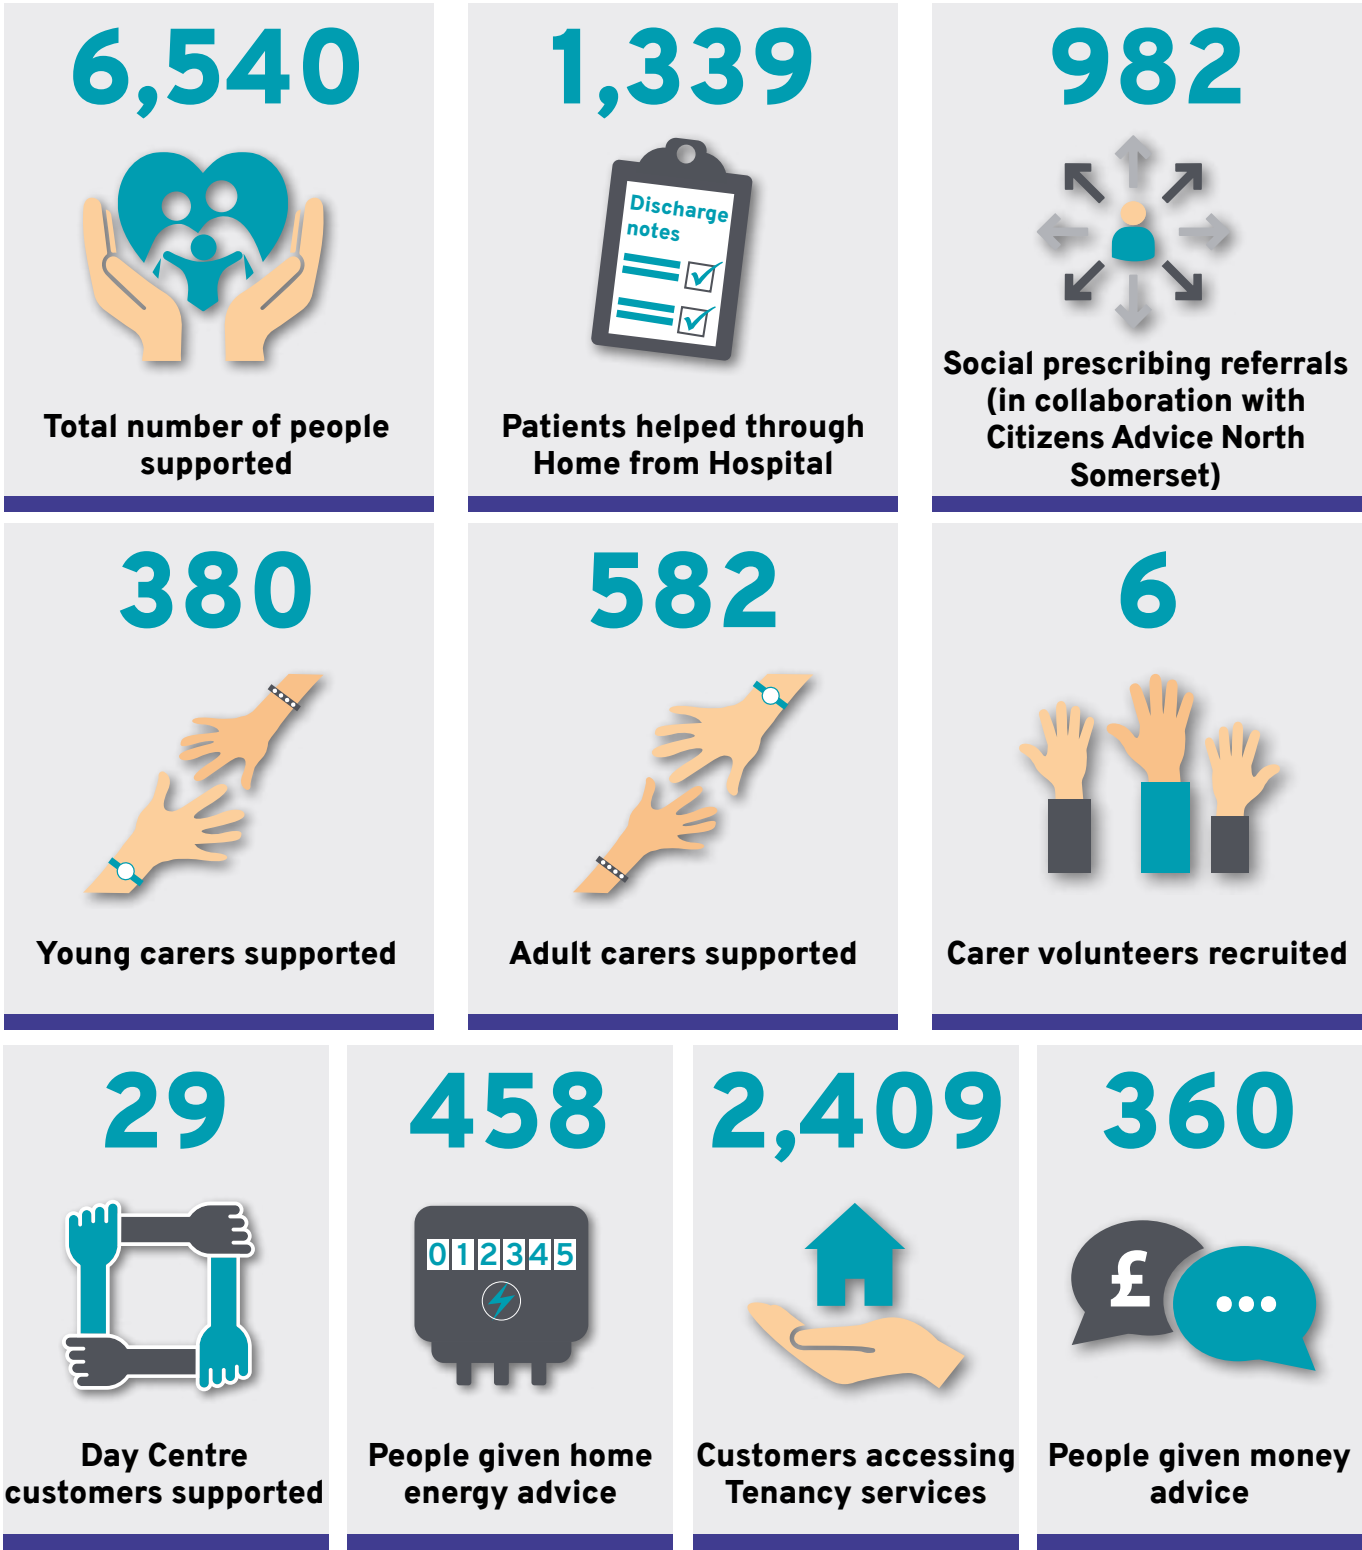 6,540
Total number of people
supported
1,339
Discharge
notes
Patients helped through
Home from Hospital
982
Social prescribing referrals
(in collaboration with
Citizens Advice North
Somerset)
380
Young carers supported
582
Adult carers supported
6
Carer volunteers recruited
29
Day Centre
customers supported
458
012345
People given home
energy advice
2,409
Customers accessing
Tenancy services
360
£
People given money
advice